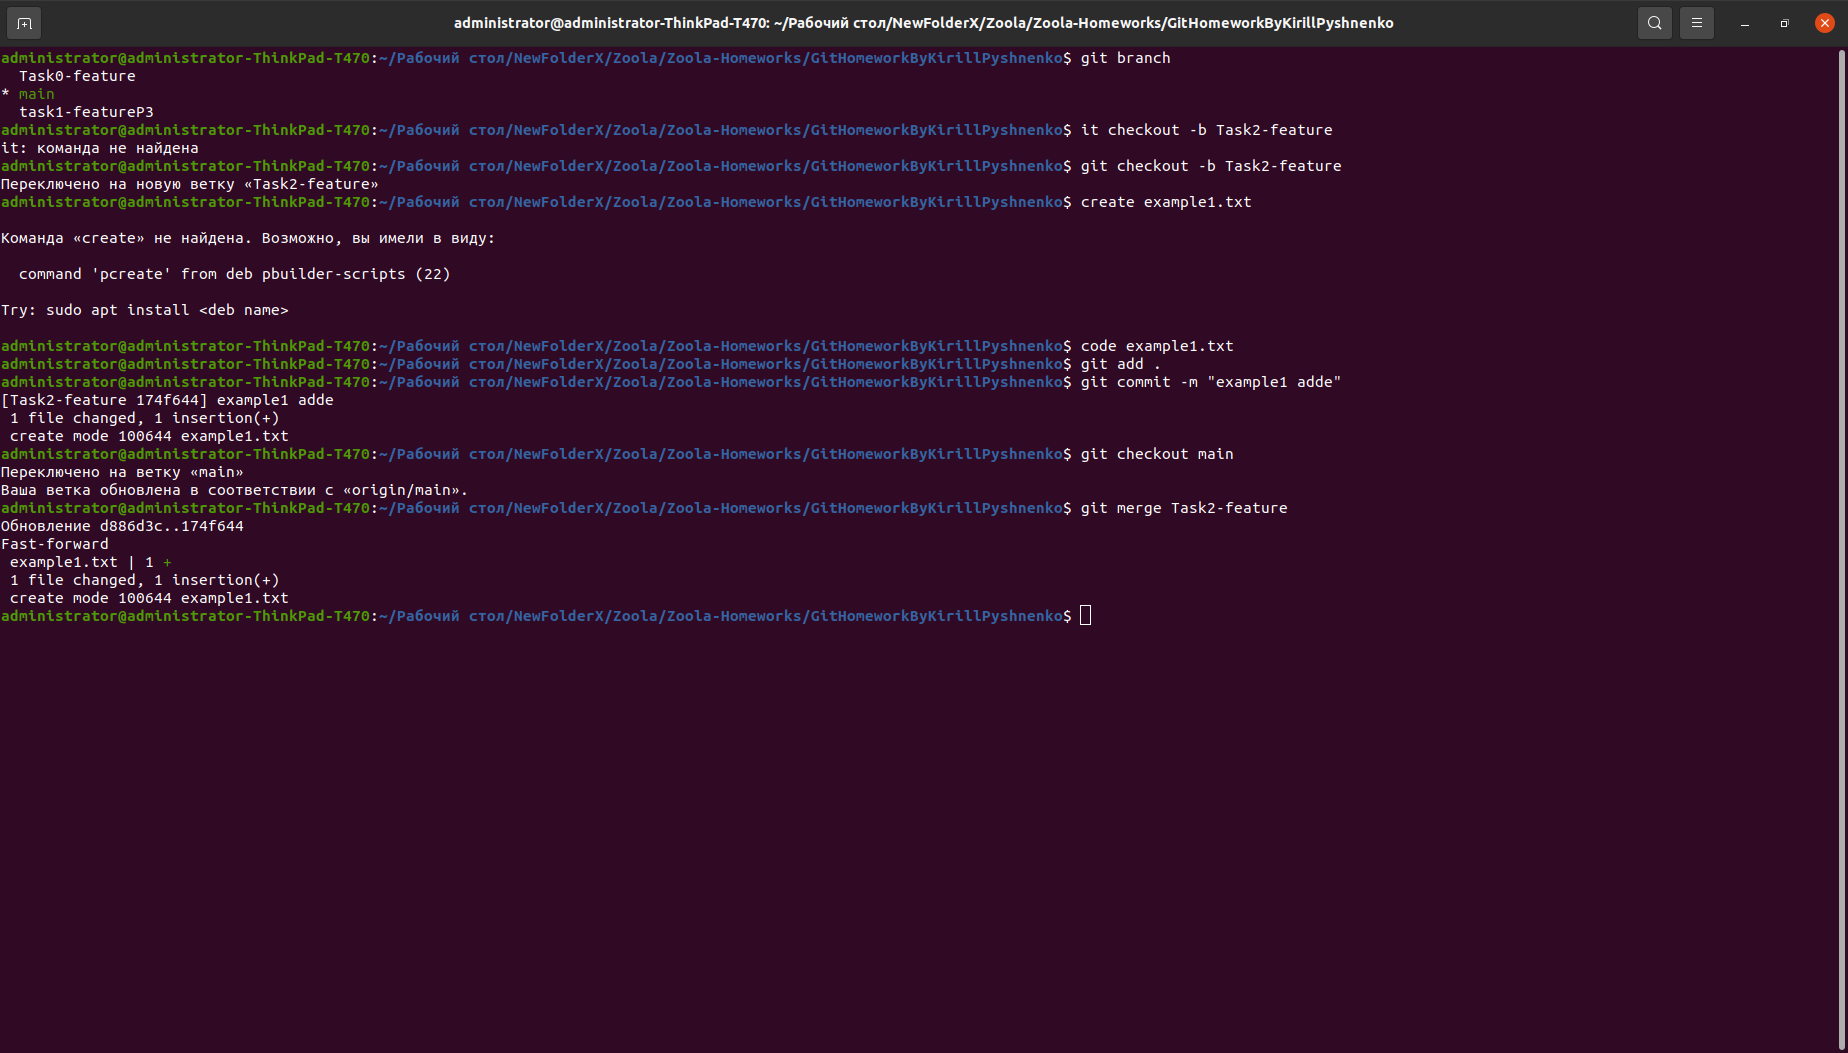 administrator@administrator-ThinkPad-T470: ~/Рабочий стол/NewFolderX/Zoola/Zoola-Homeworks/GitHomeworkByKirillPyshnenko
administrator@administrator-ThinkPad-T470:~/Рабочий стол/NewFolderX/Zoola/Zoola-Homeworks/GitHomeworkByKirillPyshnenko$ git branch
  Task0-feature
* main
  task1-featureP3
administrator@administrator-ThinkPad-T470:~/Рабочий стол/NewFolderX/Zoola/Zoola-Homeworks/GitHomeworkByKirillPyshnenko$ it checkout -b Task2-feature
it: команда не найдена
administrator@administrator-ThinkPad-T470:~/Рабочий стол/NewFolderX/Zoola/Zoola-Homeworks/GitHomeworkByKirillPyshnenko$ git checkout -b Task2-feature
Переключено на новую ветку «Task2-feature»
administrator@administrator-ThinkPad-T470:~/Рабочий стол/NewFolderX/Zoola/Zoola-Homeworks/GitHomeworkByKirillPyshnenko$ create example1.txt
Команда «create» не найдена. Возможно, вы имели в виду:
  command 'pcreate' from deb pbuilder-scripts (22)
Try: sudo apt install <deb name>
administrator@administrator-ThinkPad-T470:~/Рабочий стол/NewFolderX/Zoola/Zoola-Homeworks/GitHomeworkByKirillPyshnenko$ code example1.txt
administrator@administrator-ThinkPad-T470:~/Рабочий стол/NewFolderX/Zoola/Zoola-Homeworks/GitHomeworkByKirillPyshnenko$ git add .
administrator@administrator-ThinkPad-T470:~/Рабочий стол/NewFolderX/Zoola/Zoola-Homeworks/GitHomeworkByKirillPyshnenko$ git commit -m "example1 adde"
[Task2-feature 174f644] example1 adde
 1 file changed, 1 insertion(+)
 create mode 100644 example1.txt
administrator@administrator-ThinkPad-T470:~/Рабочий стол/NewFolderX/Zoola/Zoola-Homeworks/GitHomeworkByKirillPyshnenko$ git checkout main
Переключено на ветку «main»
Ваша ветка обновлена в соответствии с «origin/main».
administrator@administrator-ThinkPad-T470:~/Рабочий стол/NewFolderX/Zoola/Zoola-Homeworks/GitHomeworkByKirillPyshnenko$ git merge Task2-feature
Обновление d886d3c..174f644
Fast-forward
 example1.txt | 1 +
 1 file changed, 1 insertion(+)
 create mode 100644 example1.txt
administrator@administrator-ThinkPad-T470:~/Рабочий стол/NewFolderX/Zoola/Zoola-Homeworks/GitHomeworkByKirillPyshnenko$